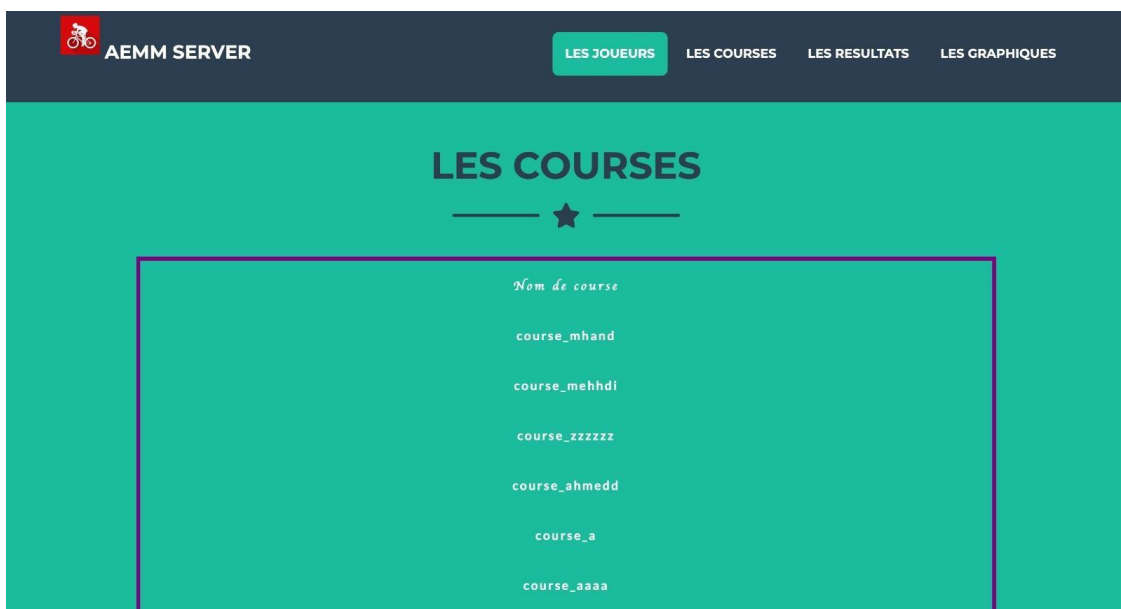 AEMM SERVER
LES JOUEURS LES COURSES LES RESULTATS LES GRAPHIQUES
LES COURSES
Nom de course
course_mhand
course_mehhdi
course_zzzzzz
course_ahmedd
course_a
course_aaaa